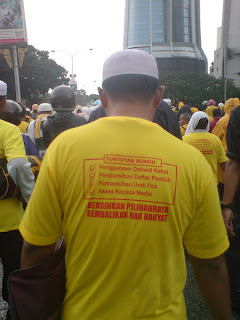 TUNTUTAN BERSIH
Penggunaan Dakwat Kekal
Pembersihan Daftar Pemilih
Pemansuhan Undi Pos
Akses Kepada Media
BERSIHKAN PILIHANRAYA
KEMBALIKAN HAK RAKYAT